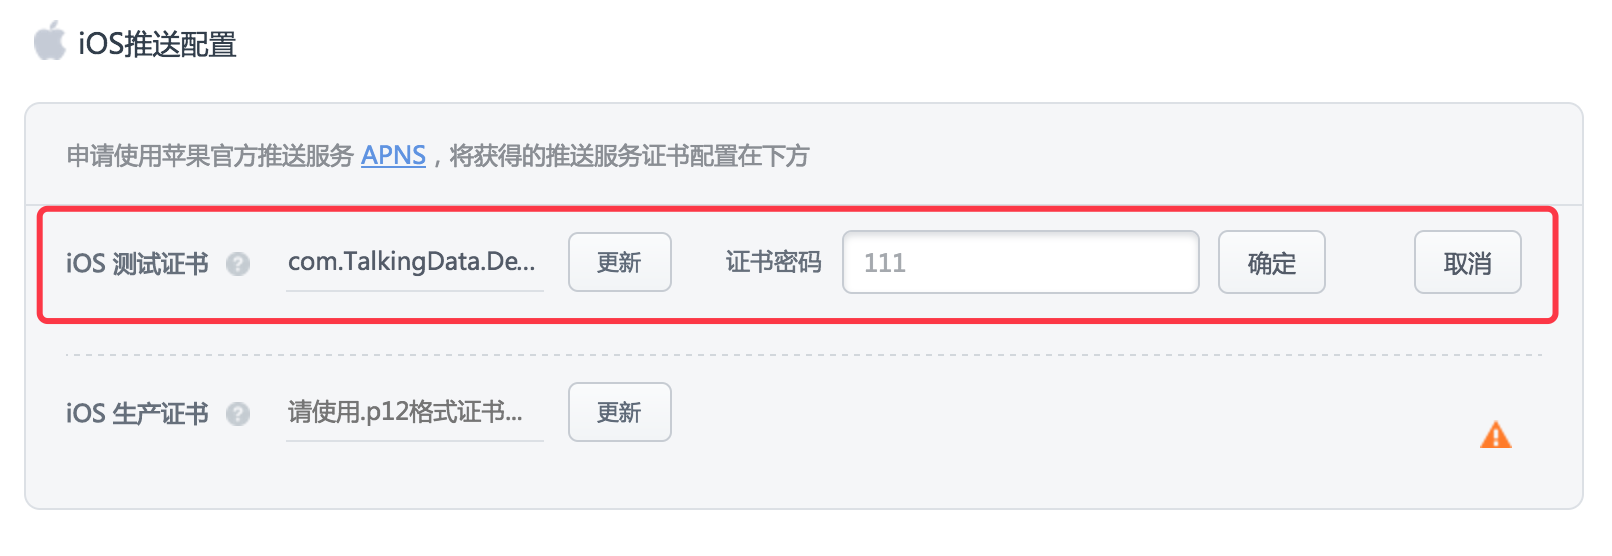 iOS推送配置
申请使用苹果官方推送服务 APNS，将获得的推送服务证书配置在下方
iOS 测试证书 ? com.TalkingData.De... 更新 证书密码 111 确定 取消
iOS 生产证书 ? 请使用.p12格式证书... 更新